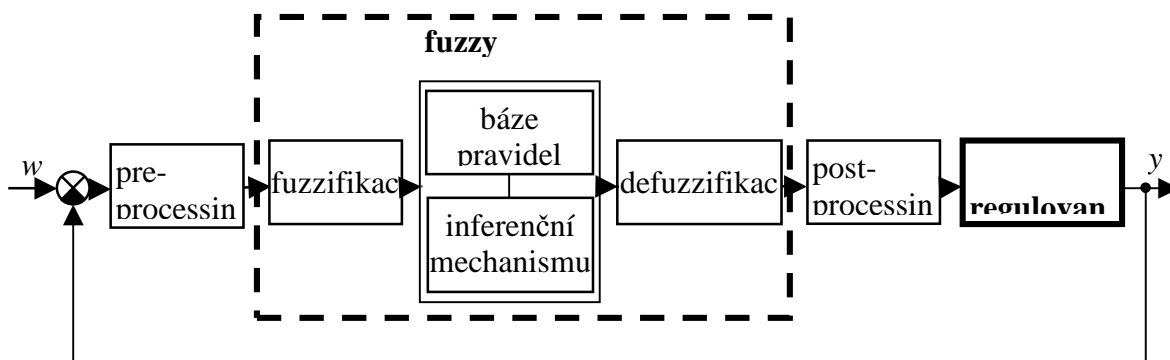 fuzzy
w
pre-
processin
fuzzifikac
báze
pravidel
inferenční
mechanismu
defuzzifikac
post-
processin
regulovan
y